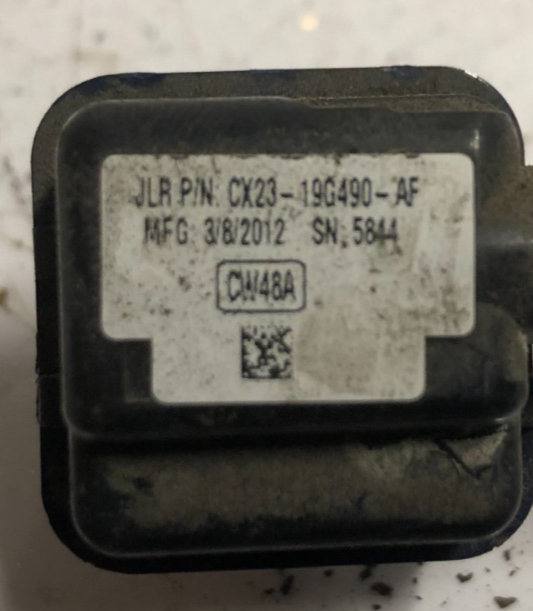 JLR P/N: CX23-19G490-AF
MFG: 3/8/2012 SN: 5844
CW48A